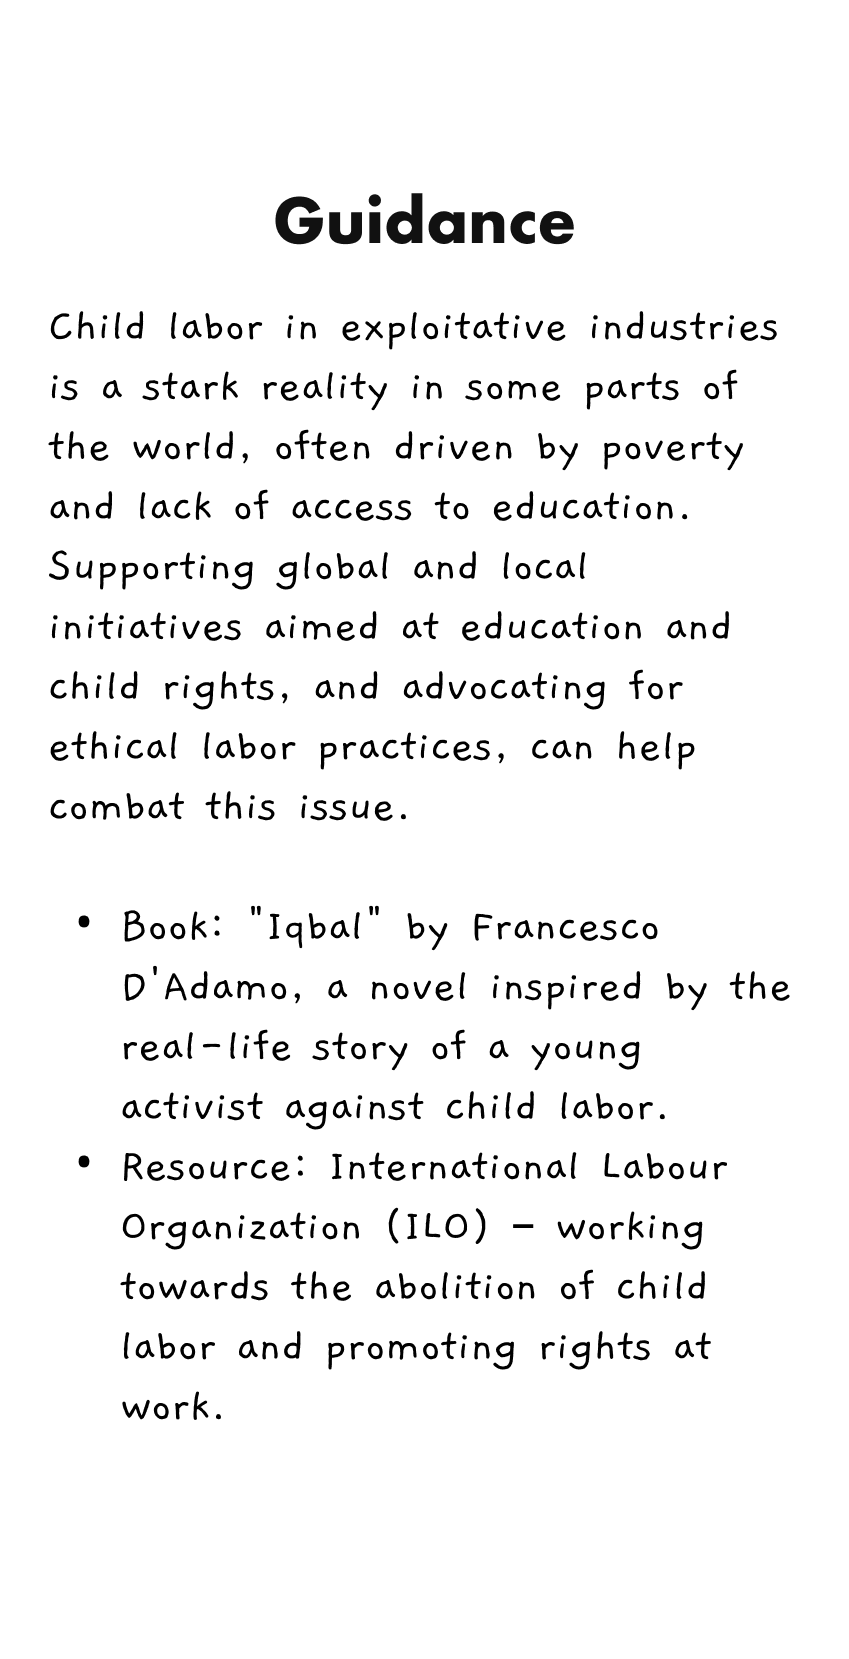 Guidance
Child labor in exploitative industries
is a stark reality in some parts of
the world, often driven by poverty
and lack of access to education.
Supporting global and local
initiatives aimed at education and
child rights, and advocating for
ethical labor practices, can help
combat this issue.
• Book: "Iqbal" by Francesco
D'Adamo, a novel inspired by the
real-life story of a young
activist against child labor.
• Resource: International Labour
Organization (ILO) – working
towards the abolition of child
labor and promoting rights at
work.